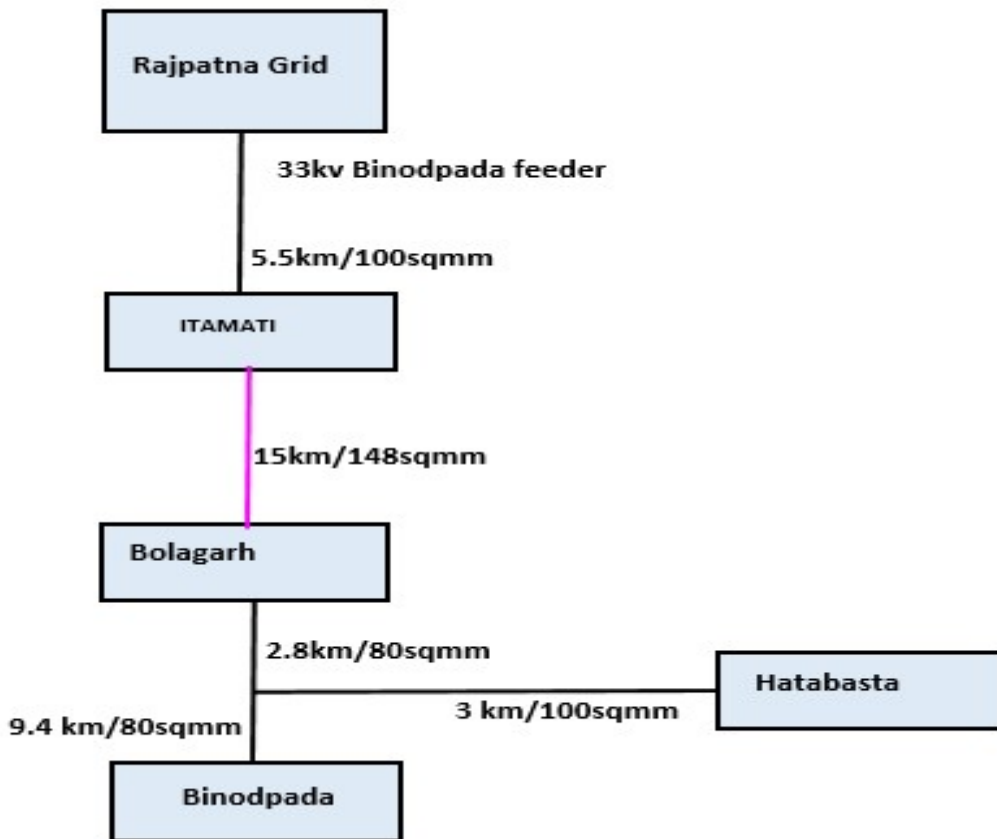 Rajpatna Grid
33kv Binodpada feeder
5.5km/100sqmm
ITAMATI
15km/148sqmm
Bolagarh
2.8km/80sqmm
Hatabasta
3 km/100sqmm
9.4 km/80sqmm
Binodpada